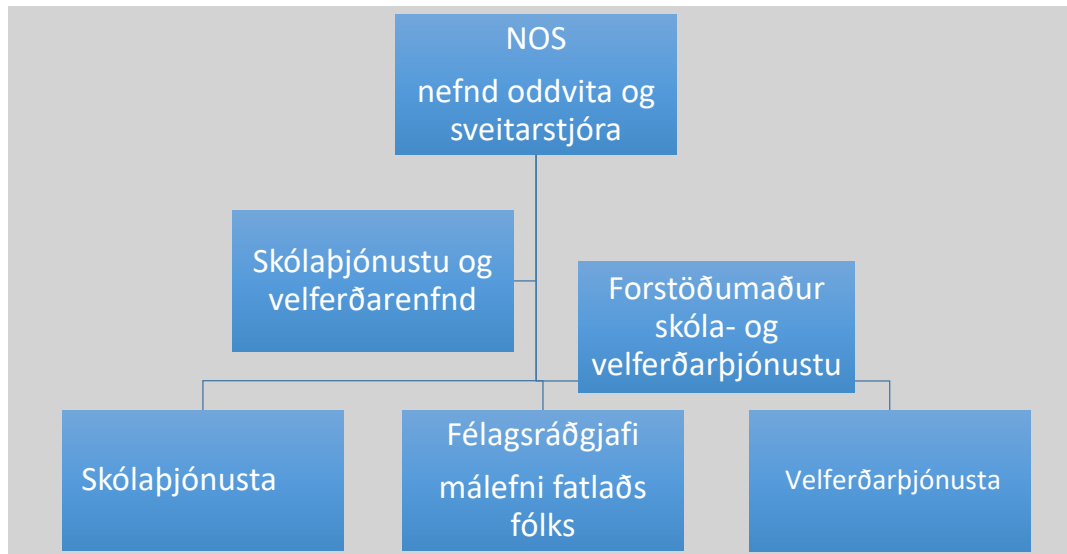 NOS
nefnd oddvita og
sveitarstjóra
Skólaþjónustu og
velferðarenfnd
Forstöðumaður
skóla- og
velferðarþjónustu
Skólaþjónusta
Félagsráðgjafi
málefni fatlaðs
fólks
Velferðarþjónusta